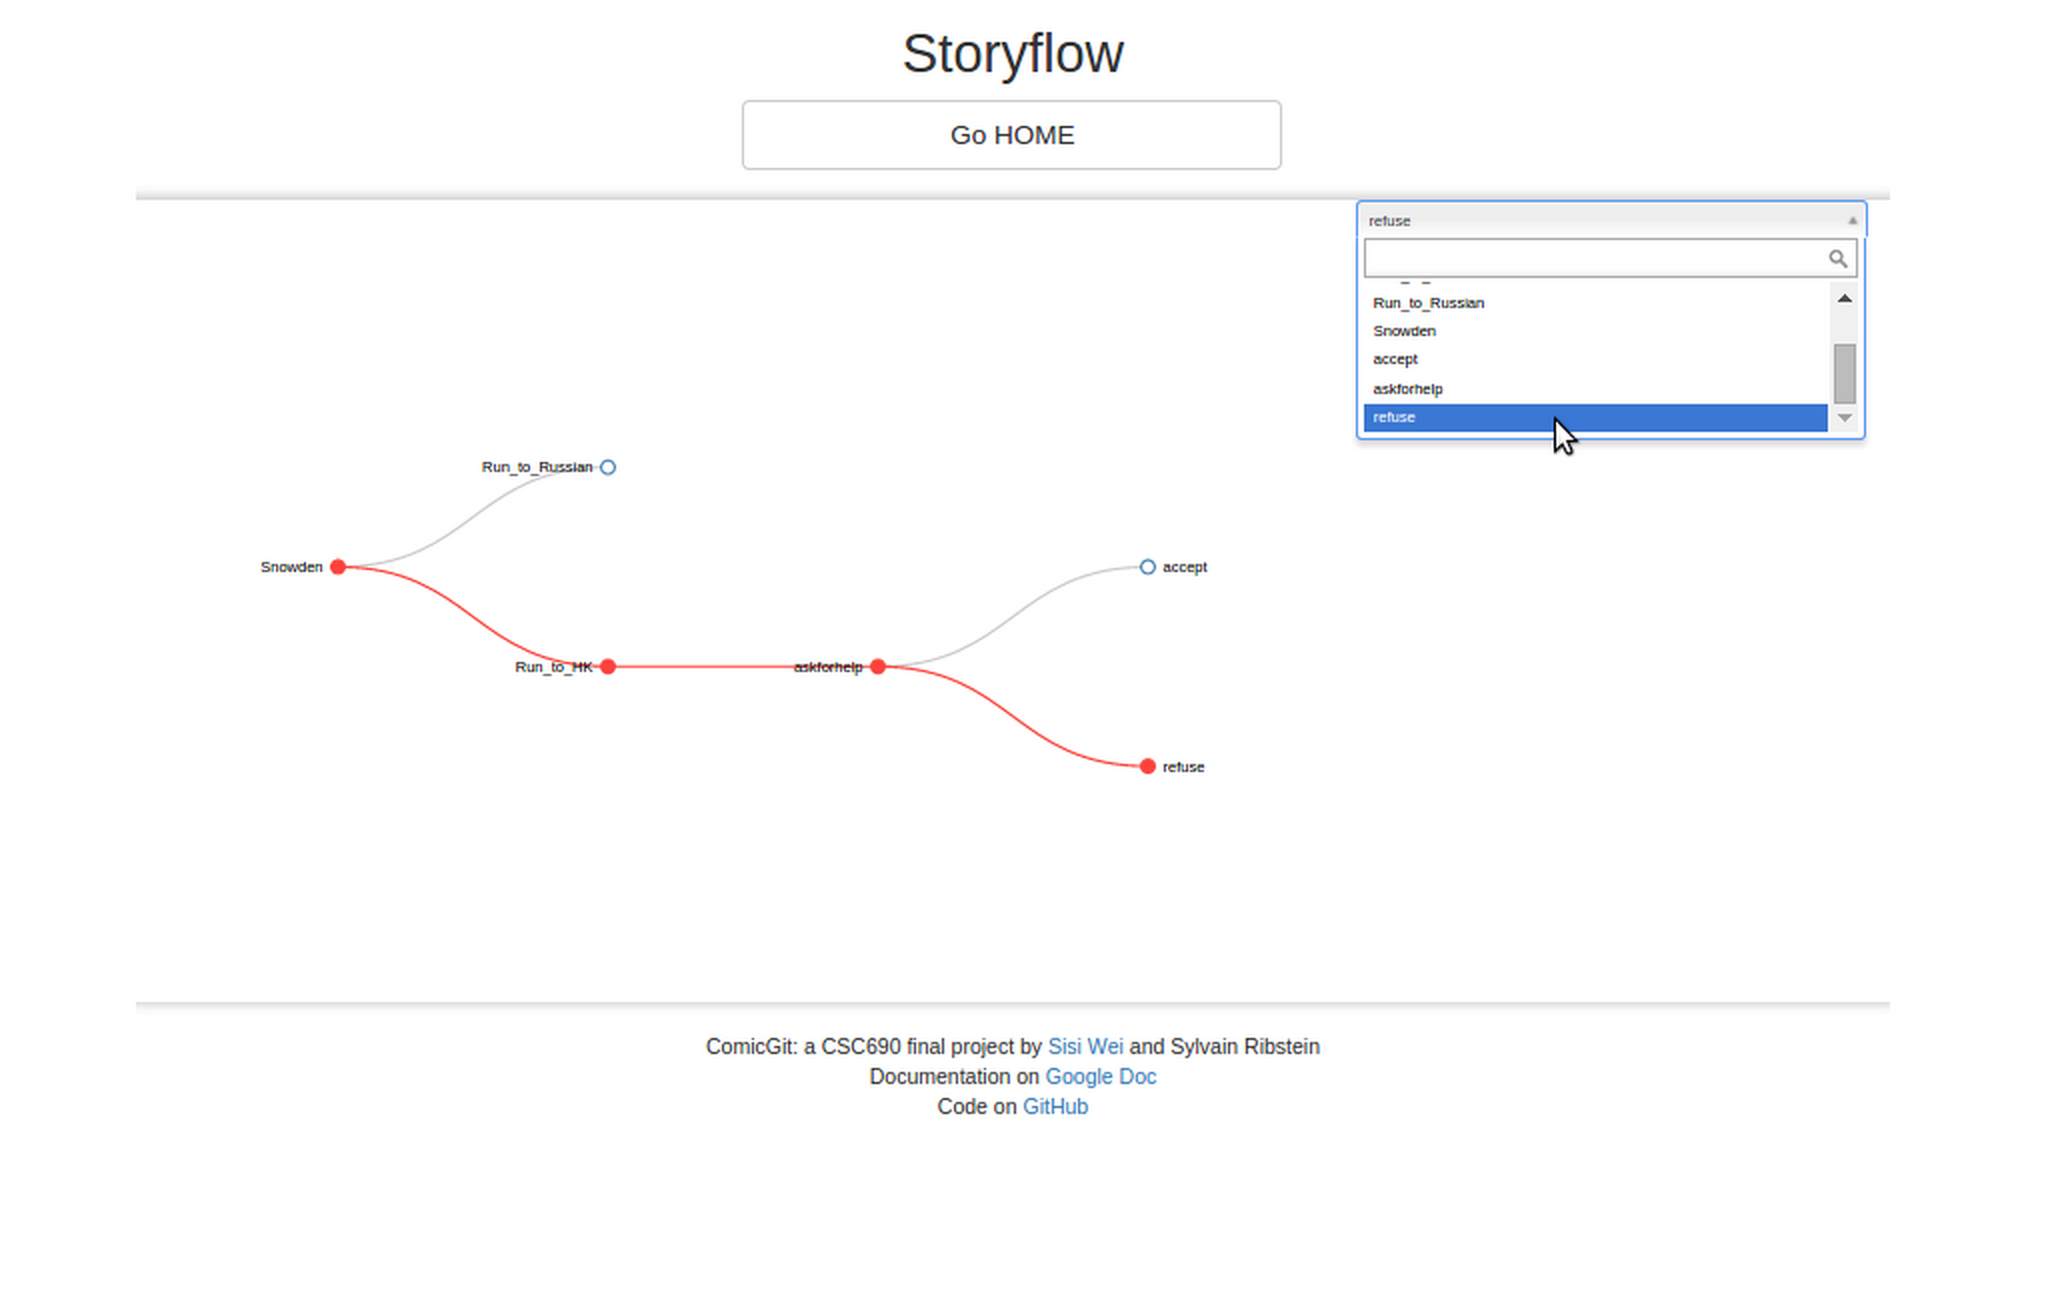 Storyflow
Go HOME
refuse
Run_to_Russian
Snowden
accept
askforhelp
refuse
Run_to_Russian
Snowden
accept
Run_to_HK
askforhelp
refuse
ComicGit: a CSC690 final project by Sisi Wei and Sylvain Ribstein
Documentation on Google Doc
Code on GitHub